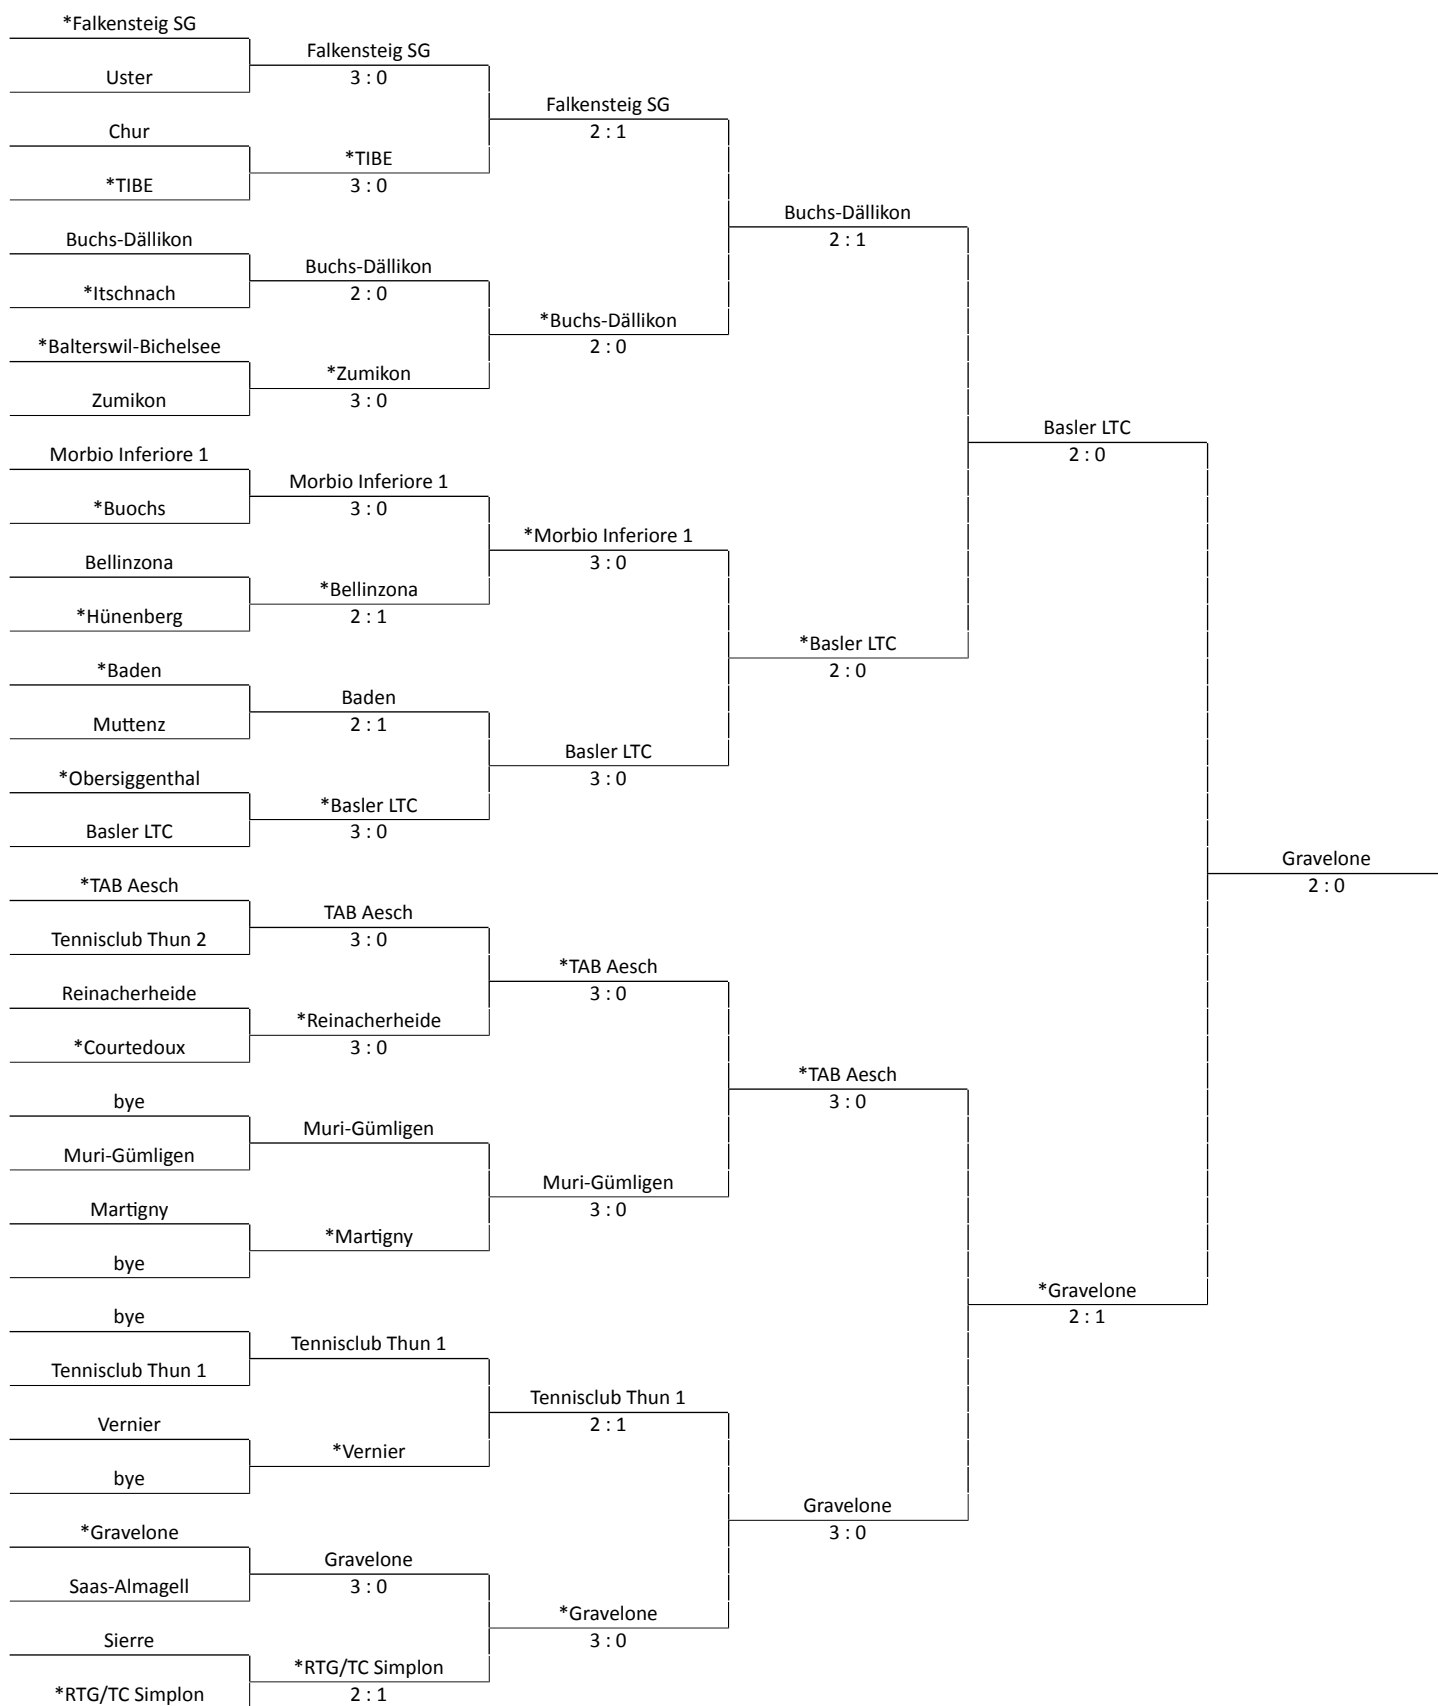 *Falkensteig SG
Uster
Chur
*TIBE
Buchs-Dällikon
*Itschnach
*Balterswil-Bichelsee
Zumikon
Morbio Inferiore 1
*Buochs
Bellinzona
*Hünenberg
*Baden
Muttenz
*Obersiggenthal
Basler LTC
*TAB Aesch
Tennisclub Thun 2
Reinacherheide
*Courtedoux
bye
Muri-Gümligen
Martigny
bye
bye
Tennisclub Thun 1
Vernier
bye
*Gravelone
Saas-Almagell
Sierre
*RTG/TC Simplon
Falkensteig SG
3 : 0
*TIBE
3 : 0
Buchs-Dällikon
2 : 0
*Zumikon
3 : 0
Morbio Inferiore 1
3 : 0
*Bellinzona
2 : 1
Baden
2 : 1
*Basler LTC
3 : 0
TAB Aesch
3 : 0
*Reinacherheide
3 : 0
Muri-Gümligen
*Martigny
Tennisclub Thun 1
*Vernier
Gravelone
3 : 0
*RTG/TC Simplon
2 : 1
Falkensteig SG
2 : 1
*Buchs-Dällikon
2 : 0
*Morbio Inferiore 1
3 : 0
Basler LTC
3 : 0
*TAB Aesch
3 : 0
Muri-Gümligen
3 : 0
Tennisclub Thun 1
2 : 1
*Gravelone
3 : 0
Buchs-Dällikon
2 : 1
*Basler LTC
2 : 0
*TAB Aesch
3 : 0
Gravelone
3 : 0
Basler LTC
2 : 0
*Gravelone
2 : 1
Gravelone
2 : 0